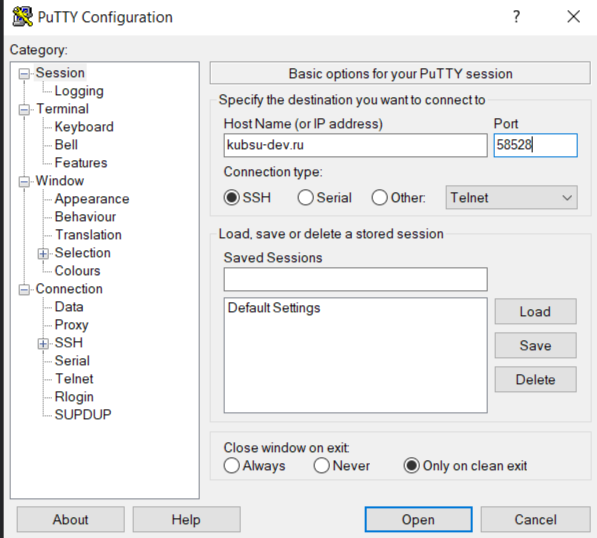 PuTTY Configuration ? ×
Category:
Session
Logging
Terminal
Keyboard
Bell
Features
Window
Appearance
Behaviour
Translation
Selection
Colours
Connection
Data
Proxy
SSH
Serial
Telnet
Rlogin
SUPDUP
Basic options for your PuTTY session
Specify the destination you want to connect to
Host Name (or IP address) Port
kubsu-dev.ru 58528
Connection type:
SSH Serial Other: Telnet
Load, save or delete a stored session
Saved Sessions
Default Settings
Load
Save
Delete
Close window on exit:
Always Never Only on clean exit
About Help Open Cancel